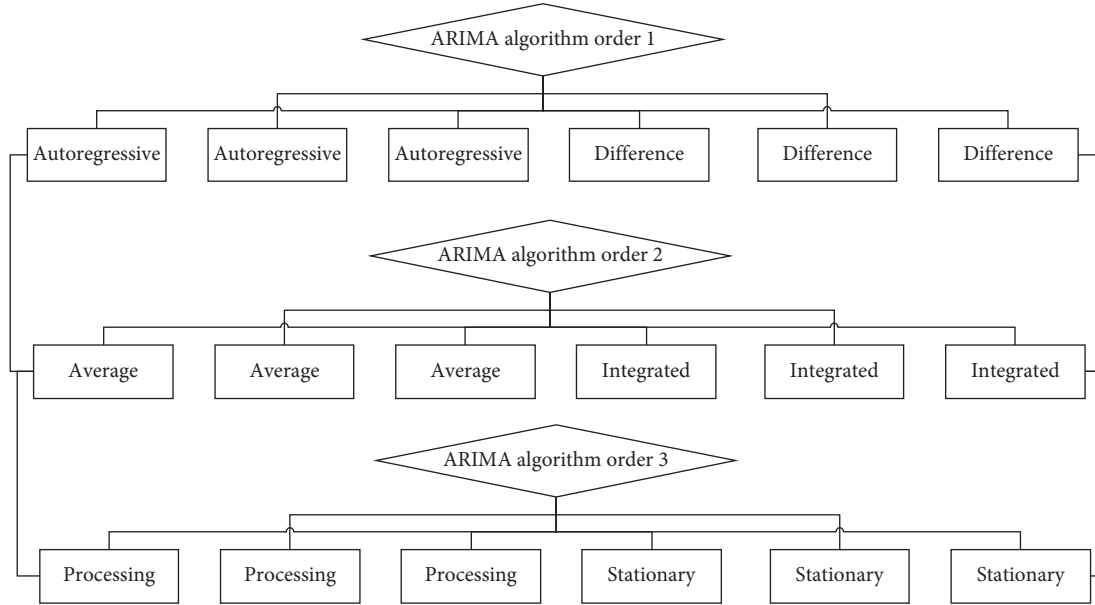 ARIMA algorithm order 1
Autoregressive
Autoregressive
Autoregressive
Difference
Difference
Difference
ARIMA algorithm order 2
Average
Average
Average
Integrated
Integrated
Integrated
ARIMA algorithm order 3
Processing
Processing
Processing
Stationary
Stationary
Stationary